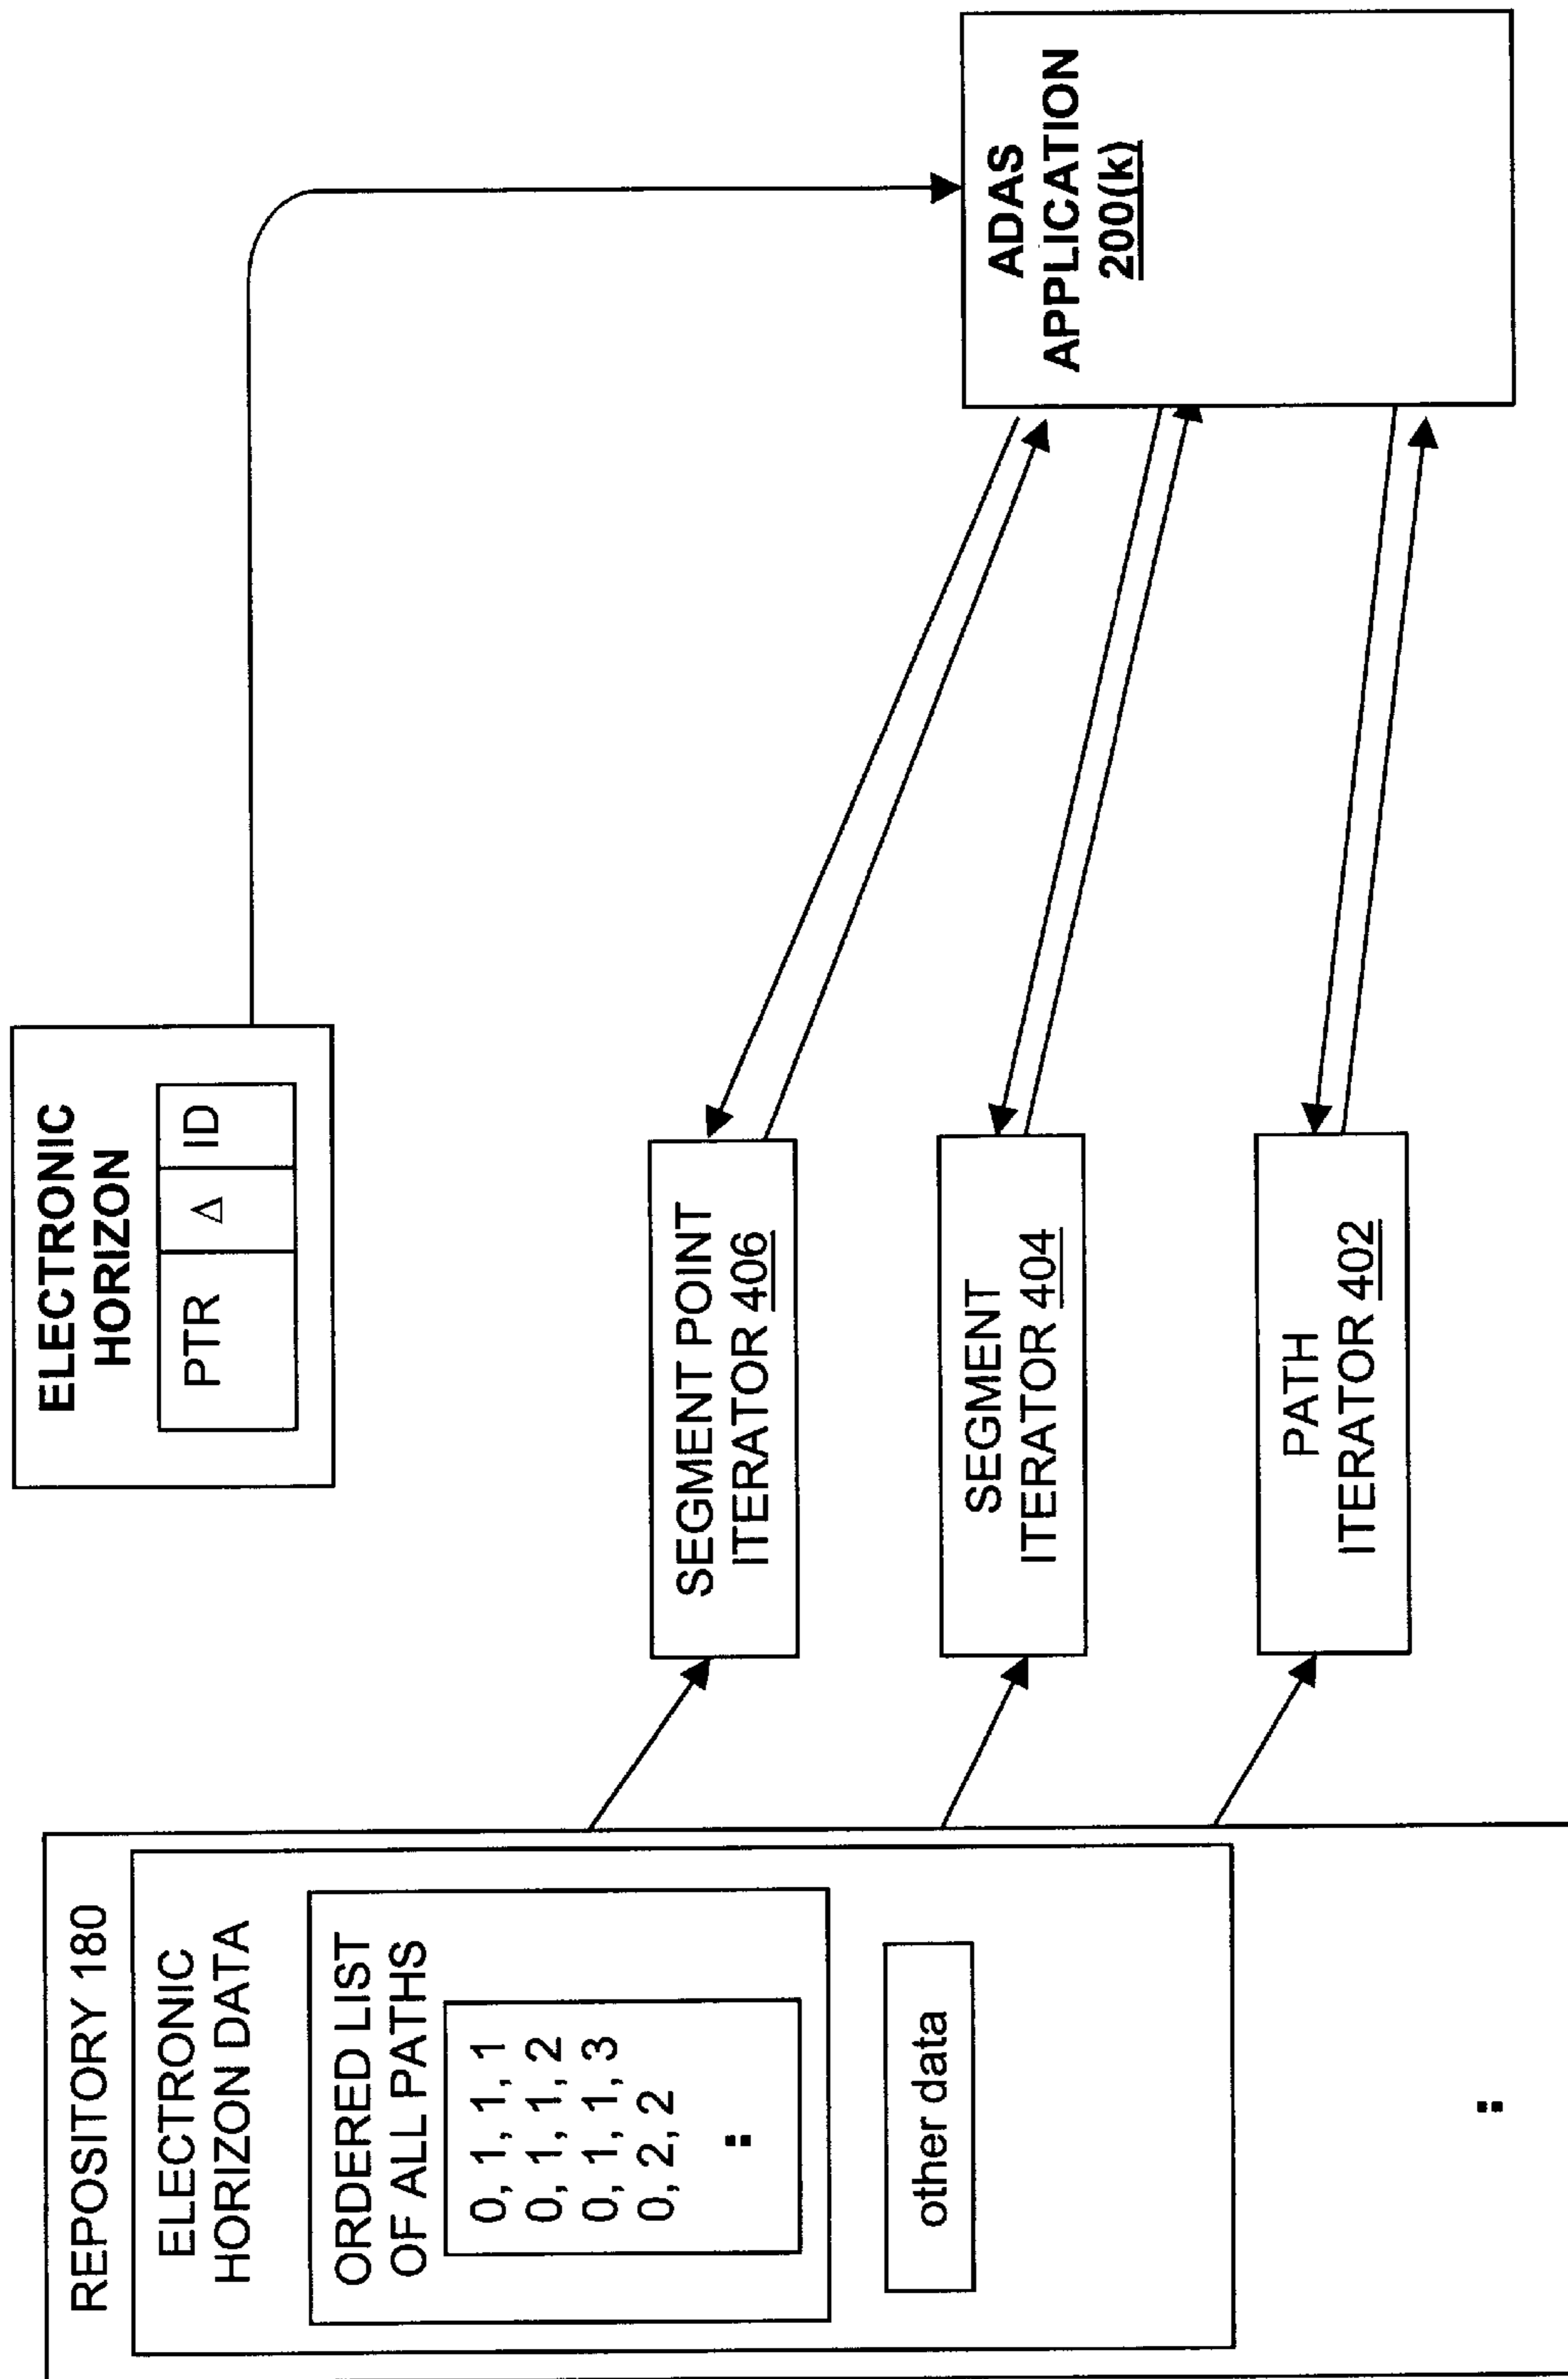 REPOSITORY 180
ELECTRONIC
HORIZON DATA
ORDERED LIST
OF ALL PATHS
0, 1, 1, 1
0, 1, 1, 2
0, 1, 1, 3
0, 2, 2
other data
ELECTRONIC
HORIZON
PTR Δ ID
SEGMENT POINT
ITERATOR 406
SEGMENT
ITERATOR 404
PATH
ITERATOR 402
ADAS
APPLICATION
200(k)